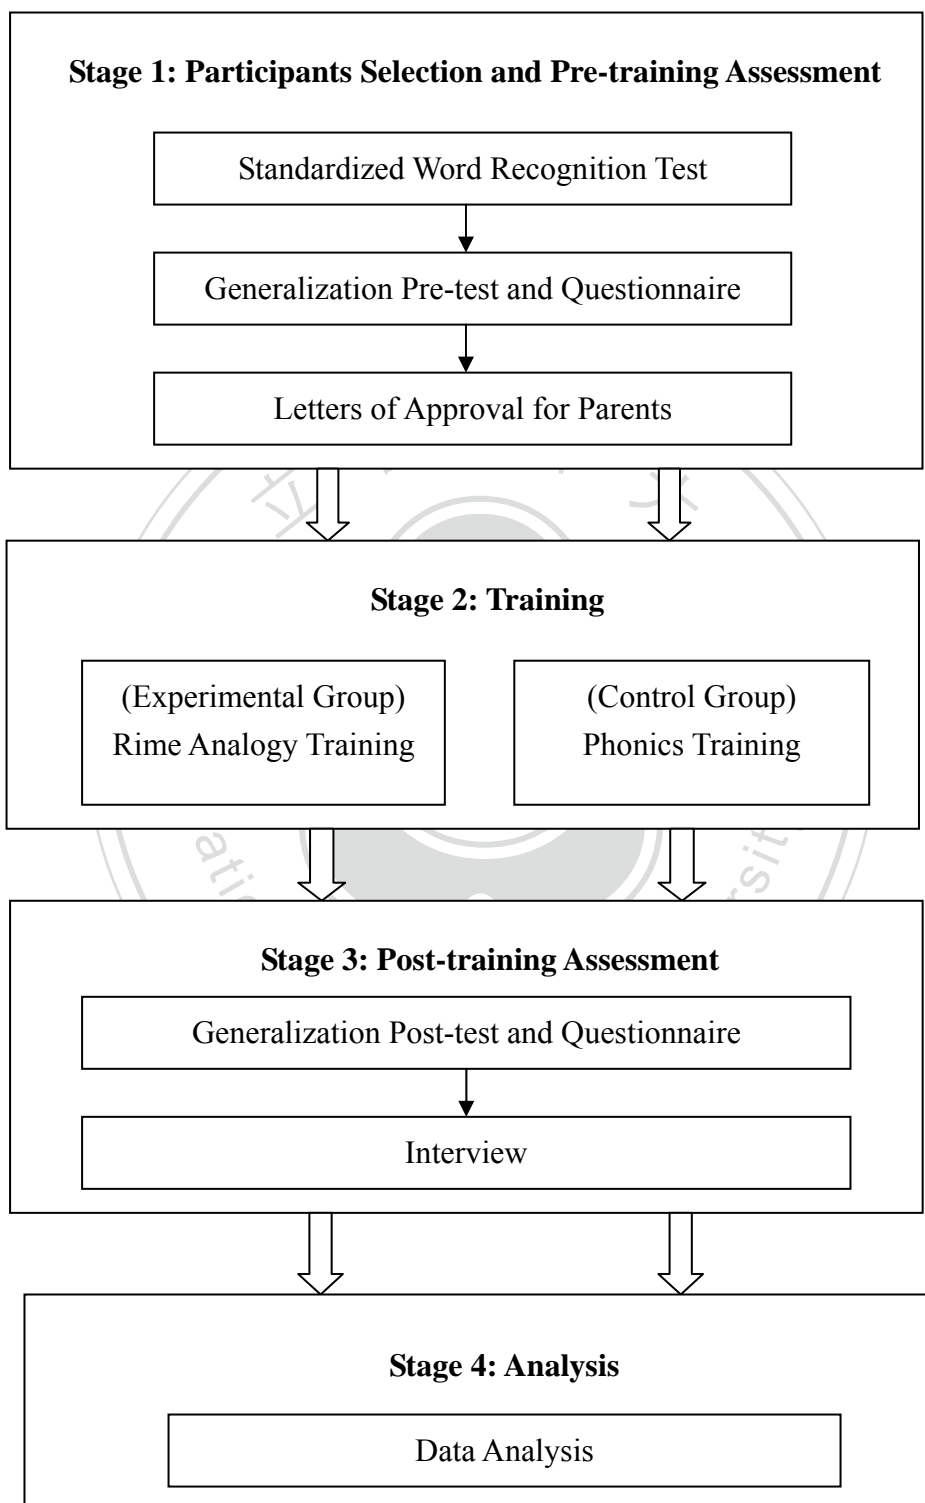 Stage 1: Participants Selection and Pre-training Assessment
Standardized Word Recognition Test
Generalization Pre-test and Questionnaire
Letters of Approval for Parents
立
Stage 2: Training
(Experimental Group)
Rime Analogy Training
(Control Group)
Phonics Training
Stage 3: Post-training Assessment
Generalization Post-test and Questionnaire
Interview
Stage 4: Analysis
Data Analysis